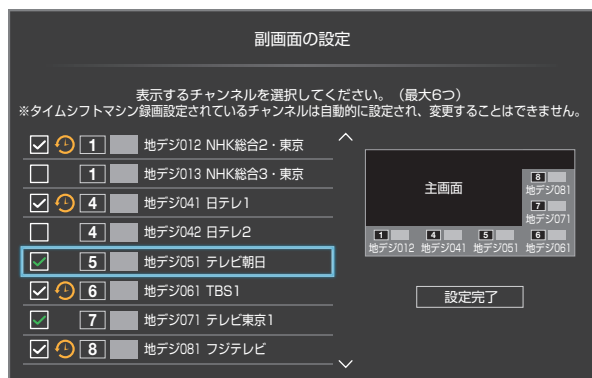 副画面の設定
表示するチャンネルを選択してください。（最大6つ）
※タイムシフトマシン録画設定されているチャンネルは自動的に設定され、変更することはできません。
1 地デジ012 NHK総合2・東京
1 地デジ013 NHK総合3・東京
4 地デジ041 日テレ1
4 地デジ042 日テレ2
5 地デジ051 テレビ朝日
6 地デジ061 TBS1
7 地デジ071 テレビ東京1
8 地デジ081 フジテレビ
主画面
8
地デジ081
7
地デジ071
1 4 5 6
地デジ012 地デジ041 地デジ051 地デジ061
設定完了